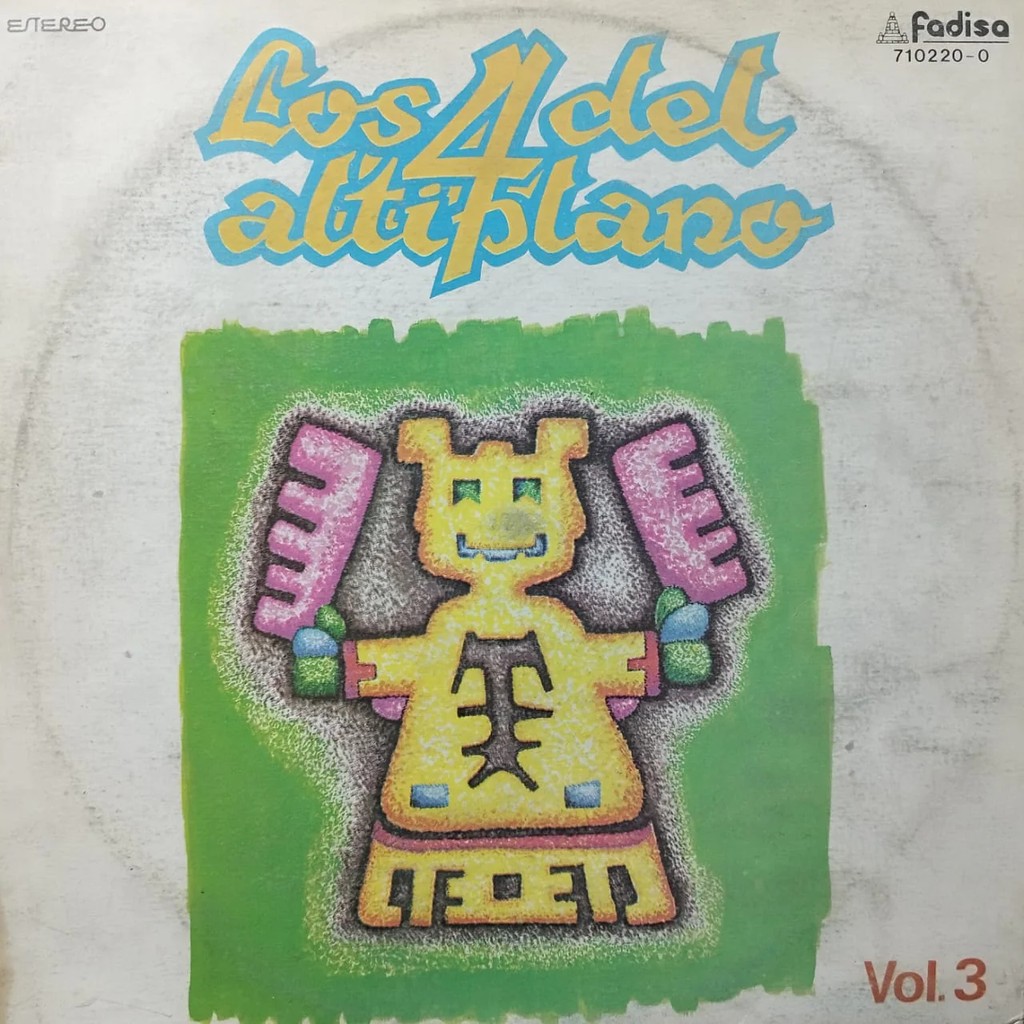 ESTEREO
fadisa
710220-0
Los 4 del
altiplano
Vol. 3